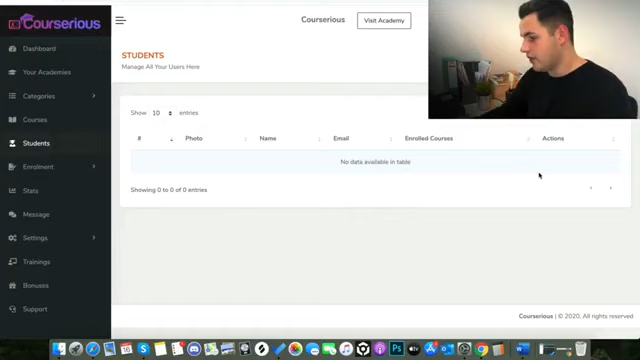 Courserious
Courserious
Visit Academy
Dashboard
Your Academies
Categories
Courses
Students
Enrolment
Stats
Message
Settings
Trainings
Bonuses
Support
STUDENTS
Manage All Your Users Here
Show 10 entries
# Photo Name Email Enrolled Courses Actions
No data available in table
Showing 0 to 0 of 0 entries
‹ ›
Courserious | © 2020, All rights reserved